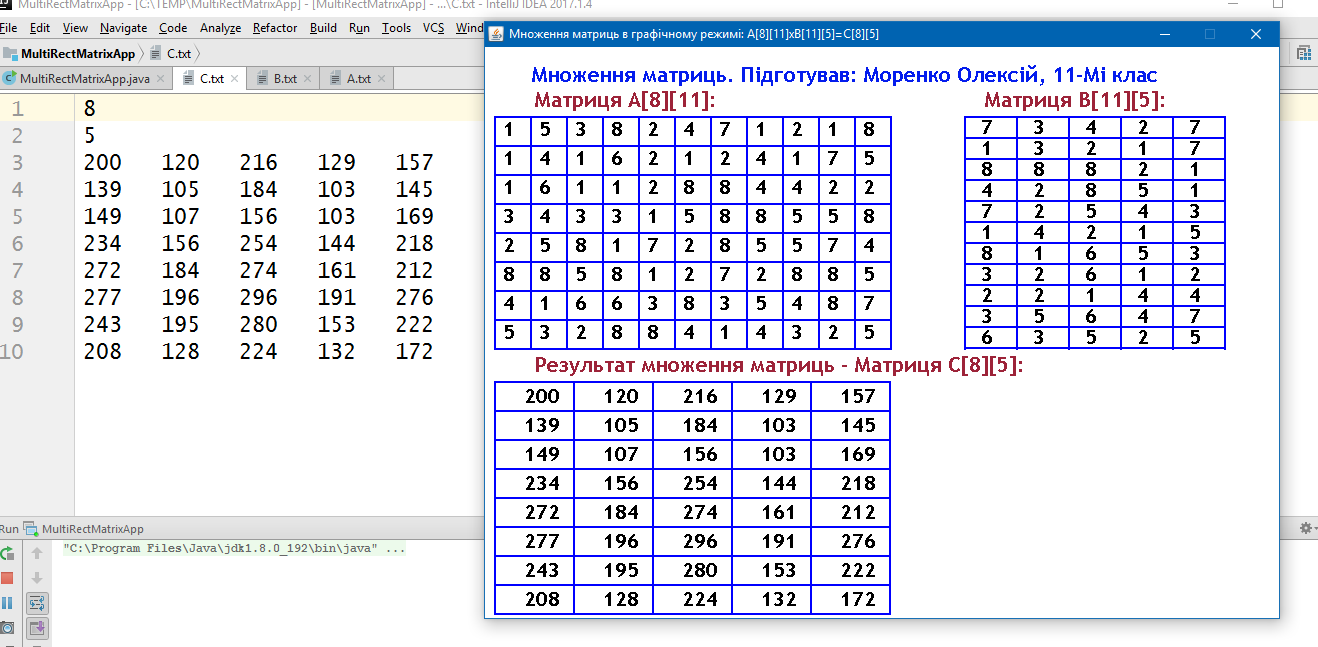 MultiRectMatrixApp - [C:\TEMP\MultiRectMatrixApp] - [MultiRectMatrixApp] - ...\C.txt - IntelliJ IDEA 2017.1.4
File Edit View Navigate Code Analyze Refactor Build Run Tools VCS Wind
MultiRectMatrixApp C.txt
MultiRectMatrixApp.java C.txt B.txt A.txt
1 8
2 5
3 200 120 216 129 157
4 139 105 184 103 145
5 149 107 156 103 169
6 234 156 254 144 218
7 272 184 274 161 212
8 277 196 296 191 276
9 243 195 280 153 222
10 208 128 224 132 172
Run MultiRectMatrixApp
"C:\Program Files\Java\jdk1.8.0_192\bin\java" ...
Множення матриць в графічному режимі: A[8][11]xB[11][5]=C[8][5]
Множення матриць. Підготував: Моренко Олексій, 11-Мі клас
Матриця A[8][11]:
1 5 3 8 2 4 7 1 2 1 8
1 4 1 6 2 1 2 4 1 7 5
1 6 1 1 2 8 8 4 4 2 2
3 4 3 3 1 5 8 8 5 5 8
2 5 8 1 7 2 8 5 5 7 4
8 8 5 8 1 2 7 2 8 8 5
4 1 6 6 3 8 3 5 4 8 7
5 3 2 8 8 4 1 4 3 2 5
Матриця B[11][5]:
7 3 4 2 7
1 3 2 1 7
8 8 8 2 1
4 2 8 5 1
7 2 5 4 3
1 4 2 1 5
8 1 6 5 3
3 2 6 1 2
2 2 1 4 4
3 5 6 4 7
6 3 5 2 5
Результат множення матриць - Матриця C[8][5]:
200 120 216 129 157
139 105 184 103 145
149 107 156 103 169
234 156 254 144 218
272 184 274 161 212
277 196 296 191 276
243 195 280 153 222
208 128 224 132 172